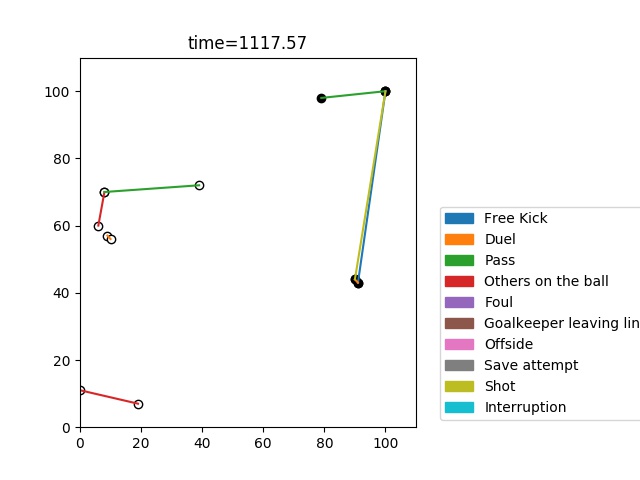 time=1117.57
100
80
60
40
20
0
0 20 40 60 80 100
Free Kick
Duel
Pass
Others on the ball
Foul
Goalkeeper leaving lin
Offside
Save attempt
Shot
Interruption